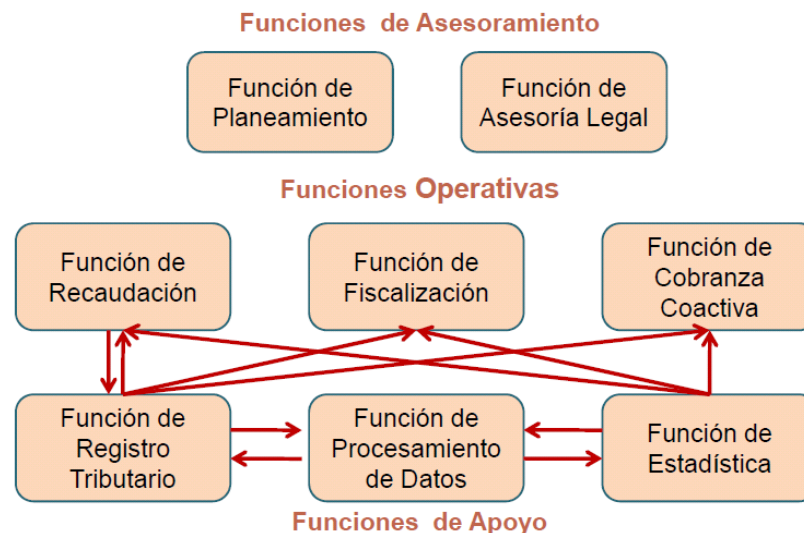 Funciones de Asesoramiento
Función de
Planeamiento
Función de
Asesoría Legal
Funciones Operativas
Función de
Recaudación
Función de
Fiscalización
Función de
Cobranza
Coactiva
Función de
Registro
Tributario
Función de
Procesamiento
de Datos
Función de
Estadística
Funciones de Apoyo